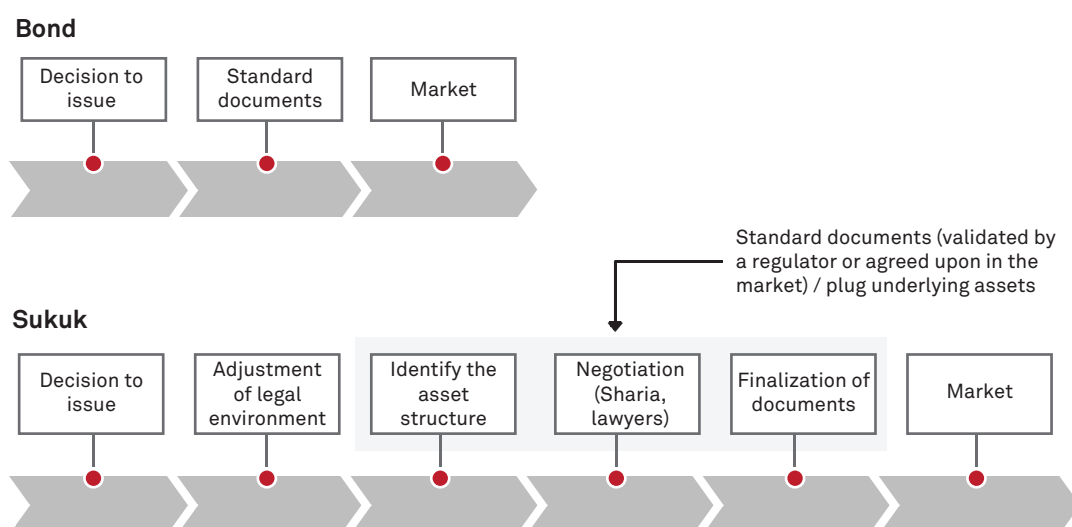 Bond
Decision to
issue
Standard
documents
Market
Standard documents (validated by
a regulator or agreed upon in the
market) / plug underlying assets
Sukuk
Decision to
issue
Adjustment
of legal
environment
Identify the
asset
structure
Negotiation
(Sharia,
lawyers)
Finalization of
documents
Market